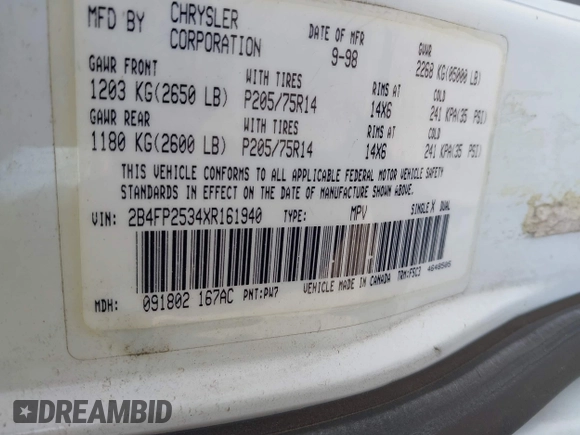 MFD BY CHRYSLER CORPORATION DATE OF MFR 9-98 GVWR 2268 KG(05000 LB)
GAWR FRONT WITH TIRES RIMS AT COLD
1203 KG(2650 LB) P205/75R14 14X6 241 KPA(35 PSI)
GAWR REAR WITH TIRES RIMS AT COLD
1180 KG(2600 LB) P205/75R14 14X6 241 KPA(35 PSI)
THIS VEHICLE CONFORMS TO ALL APPLICABLE FEDERAL MOTOR VEHICLE SAFETY
STANDARDS IN EFFECT ON THE DATE OF MANUFACTURE SHOWN ABOVE.
VIN: 2B4FP2534XR161940 TYPE: MPV SINGLE X DUAL
MDH: 091802 167AC PNT:PW7 VEHICLE MADE IN CANADA TRM:F5C3 4648505
DREAMBID